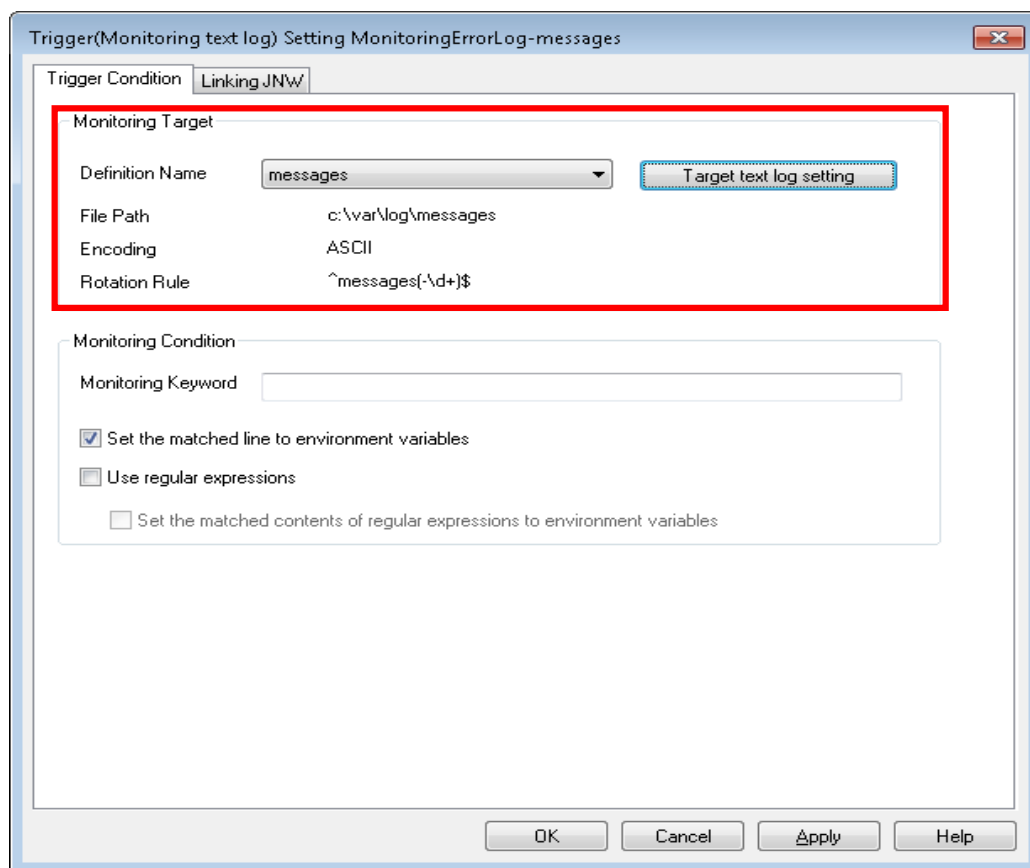 Trigger(Monitoring text log) Setting MonitoringErrorLog-messages
Trigger Condition Linking JNW
Monitoring Target
Definition Name messages Target text log setting
File Path c:\var\log\messages
Encoding ASCII
Rotation Rule ^messages(-\d+)$
Monitoring Condition
Monitoring Keyword
Set the matched line to environment variables
Use regular expressions
Set the matched contents of regular expressions to environment variables
OK Cancel Apply Help